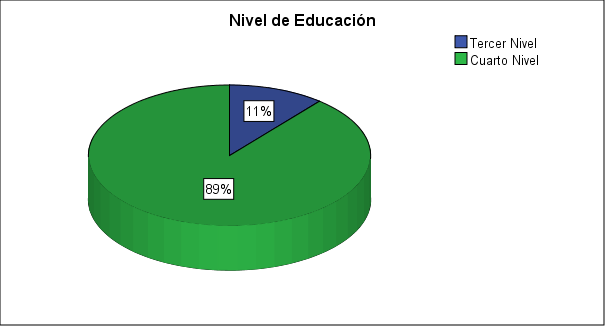 Nivel de Educación
Tercer Nivel
Cuarto Nivel
11%
89%